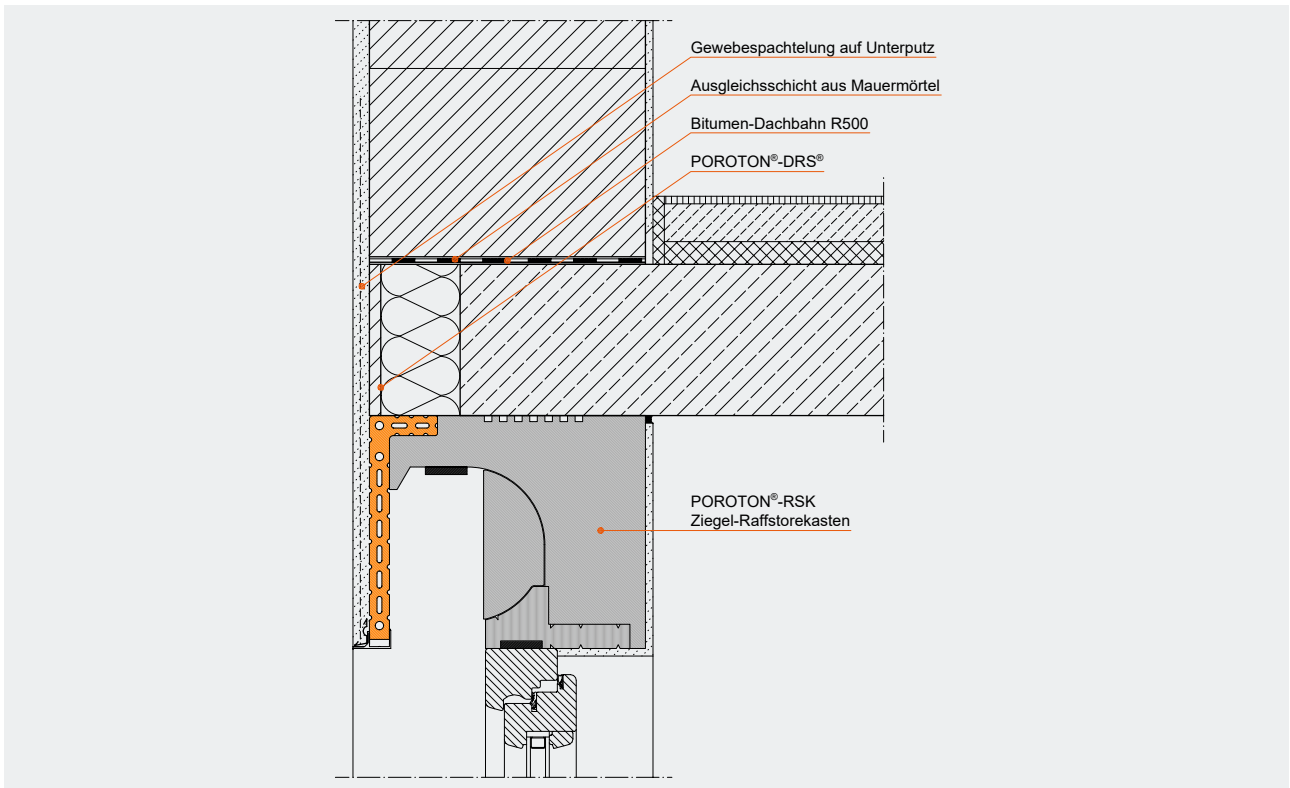 Gewebespachtelung auf Unterputz
Ausgleichsschicht aus Mauermörtel
Bitumen-Dachbahn R500
POROTON®-DRS®
POROTON®-RSK
Ziegel-Raffstorekasten